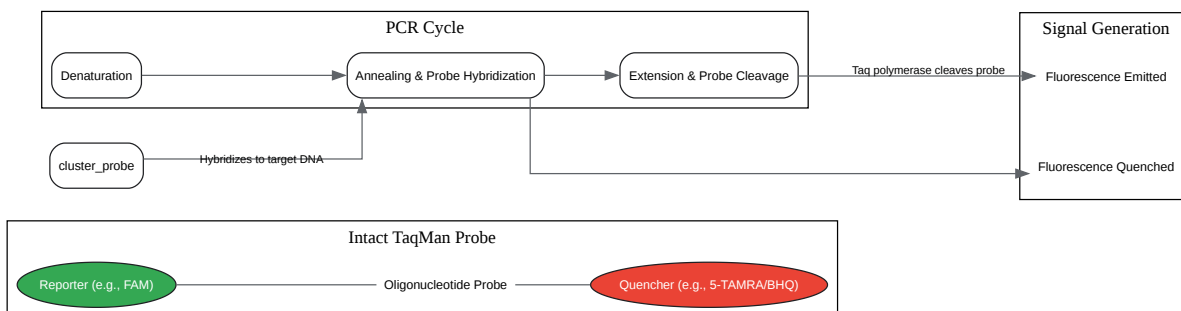 PCR Cycle
Signal Generation
Denaturation
Annealing & Probe Hybridization
Extension & Probe Cleavage
Taq polymerase cleaves probe
Fluorescence Emitted
cluster_probe
Hybridizes to target DNA
Fluorescence Quenched
Intact TaqMan Probe
Reporter (e.g., FAM)
Oligonucleotide Probe
Quencher (e.g., 5-TAMRA/BHQ)